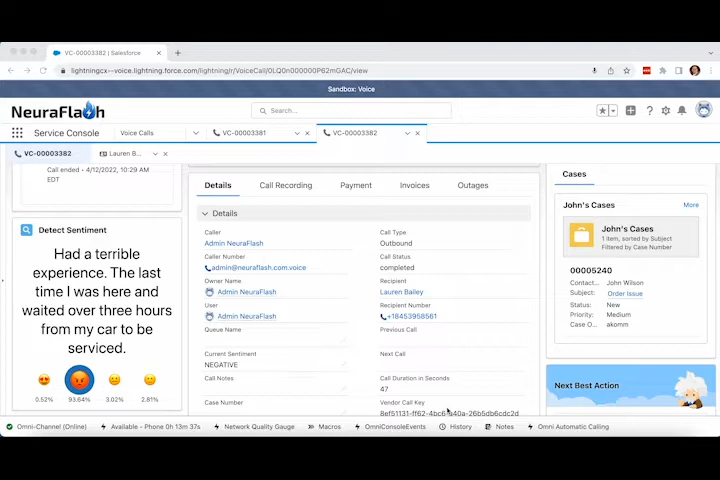 VC-00003382 | Salesforce
lightningcx--voice.lightning.force.com/lightning/r/VoiceCall/0LQ0n000000P62mGAC/view
Sandbox: Voice
NeuraFlash
Search...
Service Console
Voice Calls
VC-00003381
VC-00003382
VC-00003382
Lauren B...
Call ended • 4/12/2022, 10:29 AM
EDT
Detect Sentiment
Had a terrible
experience. The last
time I was here and
waited over three hours
from my car to be
serviced.
0.52%
93.64%
3.02%
2.81%
Details
Call Recording
Payment
Invoices
Outages
Details
Caller
Admin NeuraFlash
Call Type
Outbound
Caller Number
admin@neuraflash.com.voice
Call Status
completed
Owner Name
Admin NeuraFlash
Recipient
Lauren Bailey
User
Admin NeuraFlash
Recipient Number
+18453958561
Queue Name
Previous Call
Current Sentiment
NEGATIVE
Next Call
Call Notes
Call Duration in Seconds
47
Case Number
Vendor Call Key
Cases
John's Cases
More
John's Cases
1 item, sorted by Subject
Filtered by Case Number
00005240
Contact...
John Wilson
Subject:
Order Issue
Status:
New
Priority:
Medium
Case O...
akomm
Next Best Action
Omni-Channel (Online)
Available - Phone 0h 13m 37s
Network Quality Gauge
Macros
OmniConsoleEvents
History
Notes
Omni Automatic Calling